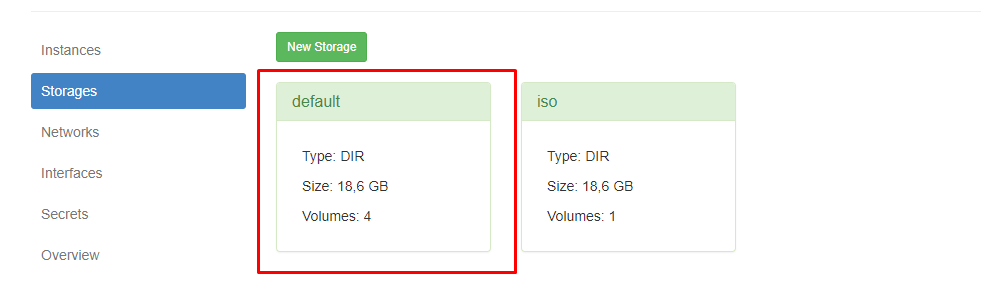 Instances
Storages
Networks
Interfaces
Secrets
Overview
New Storage
default
Type: DIR
Size: 18,6 GB
Volumes: 4
iso
Type: DIR
Size: 18,6 GB
Volumes: 1